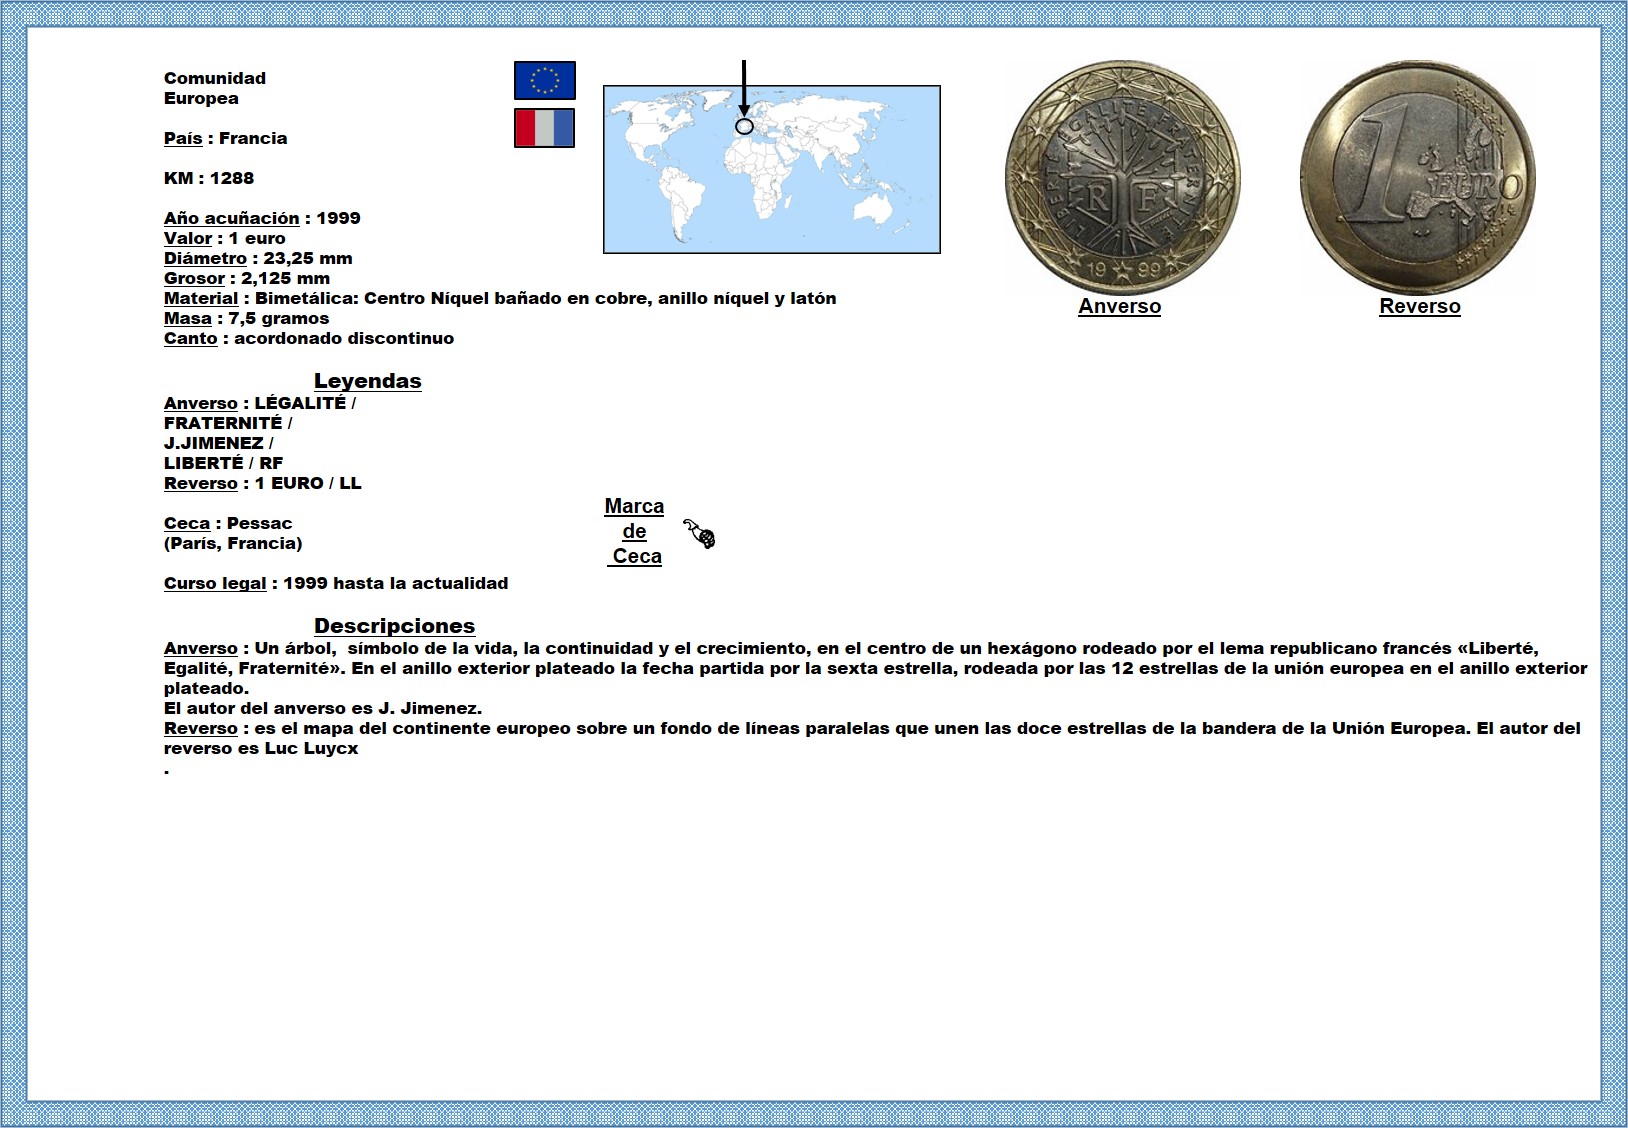 Comunidad
Europea
País : Francia
KM : 1288
Año acuñación : 1999
Valor : 1 euro
Diámetro : 23,25 mm
Grosor : 2,125 mm
Material : Bimetálica: Centro Níquel bañado en cobre, anillo níquel y latón
Masa : 7,5 gramos
Canto : acordonado discontinuo
LIBERTÉ ÉGALITÉ FRATERNITÉ
R F
19 99
Anverso
1 EURO
Reverso
Leyendas
Anverso : LÉGALITÉ /
FRATERNITÉ /
J.JIMENEZ /
LIBERTÉ / RF
Reverso : 1 EURO / LL
Ceca : Pessac
(París, Francia)
Marca
de
Ceca
Curso legal : 1999 hasta la actualidad
Descripciones
Anverso : Un árbol,  símbolo de la vida, la continuidad y el crecimiento, en el centro de un hexágono rodeado por el lema republicano francés «Liberté,
Egalité, Fraternité». En el anillo exterior plateado la fecha partida por la sexta estrella, rodeada por las 12 estrellas de la unión europea en el anillo exterior
plateado.
El autor del anverso es J. Jimenez.
Reverso : es el mapa del continente europeo sobre un fondo de líneas paralelas que unen las doce estrellas de la bandera de la Unión Europea. El autor del
reverso es Luc Luycx
.